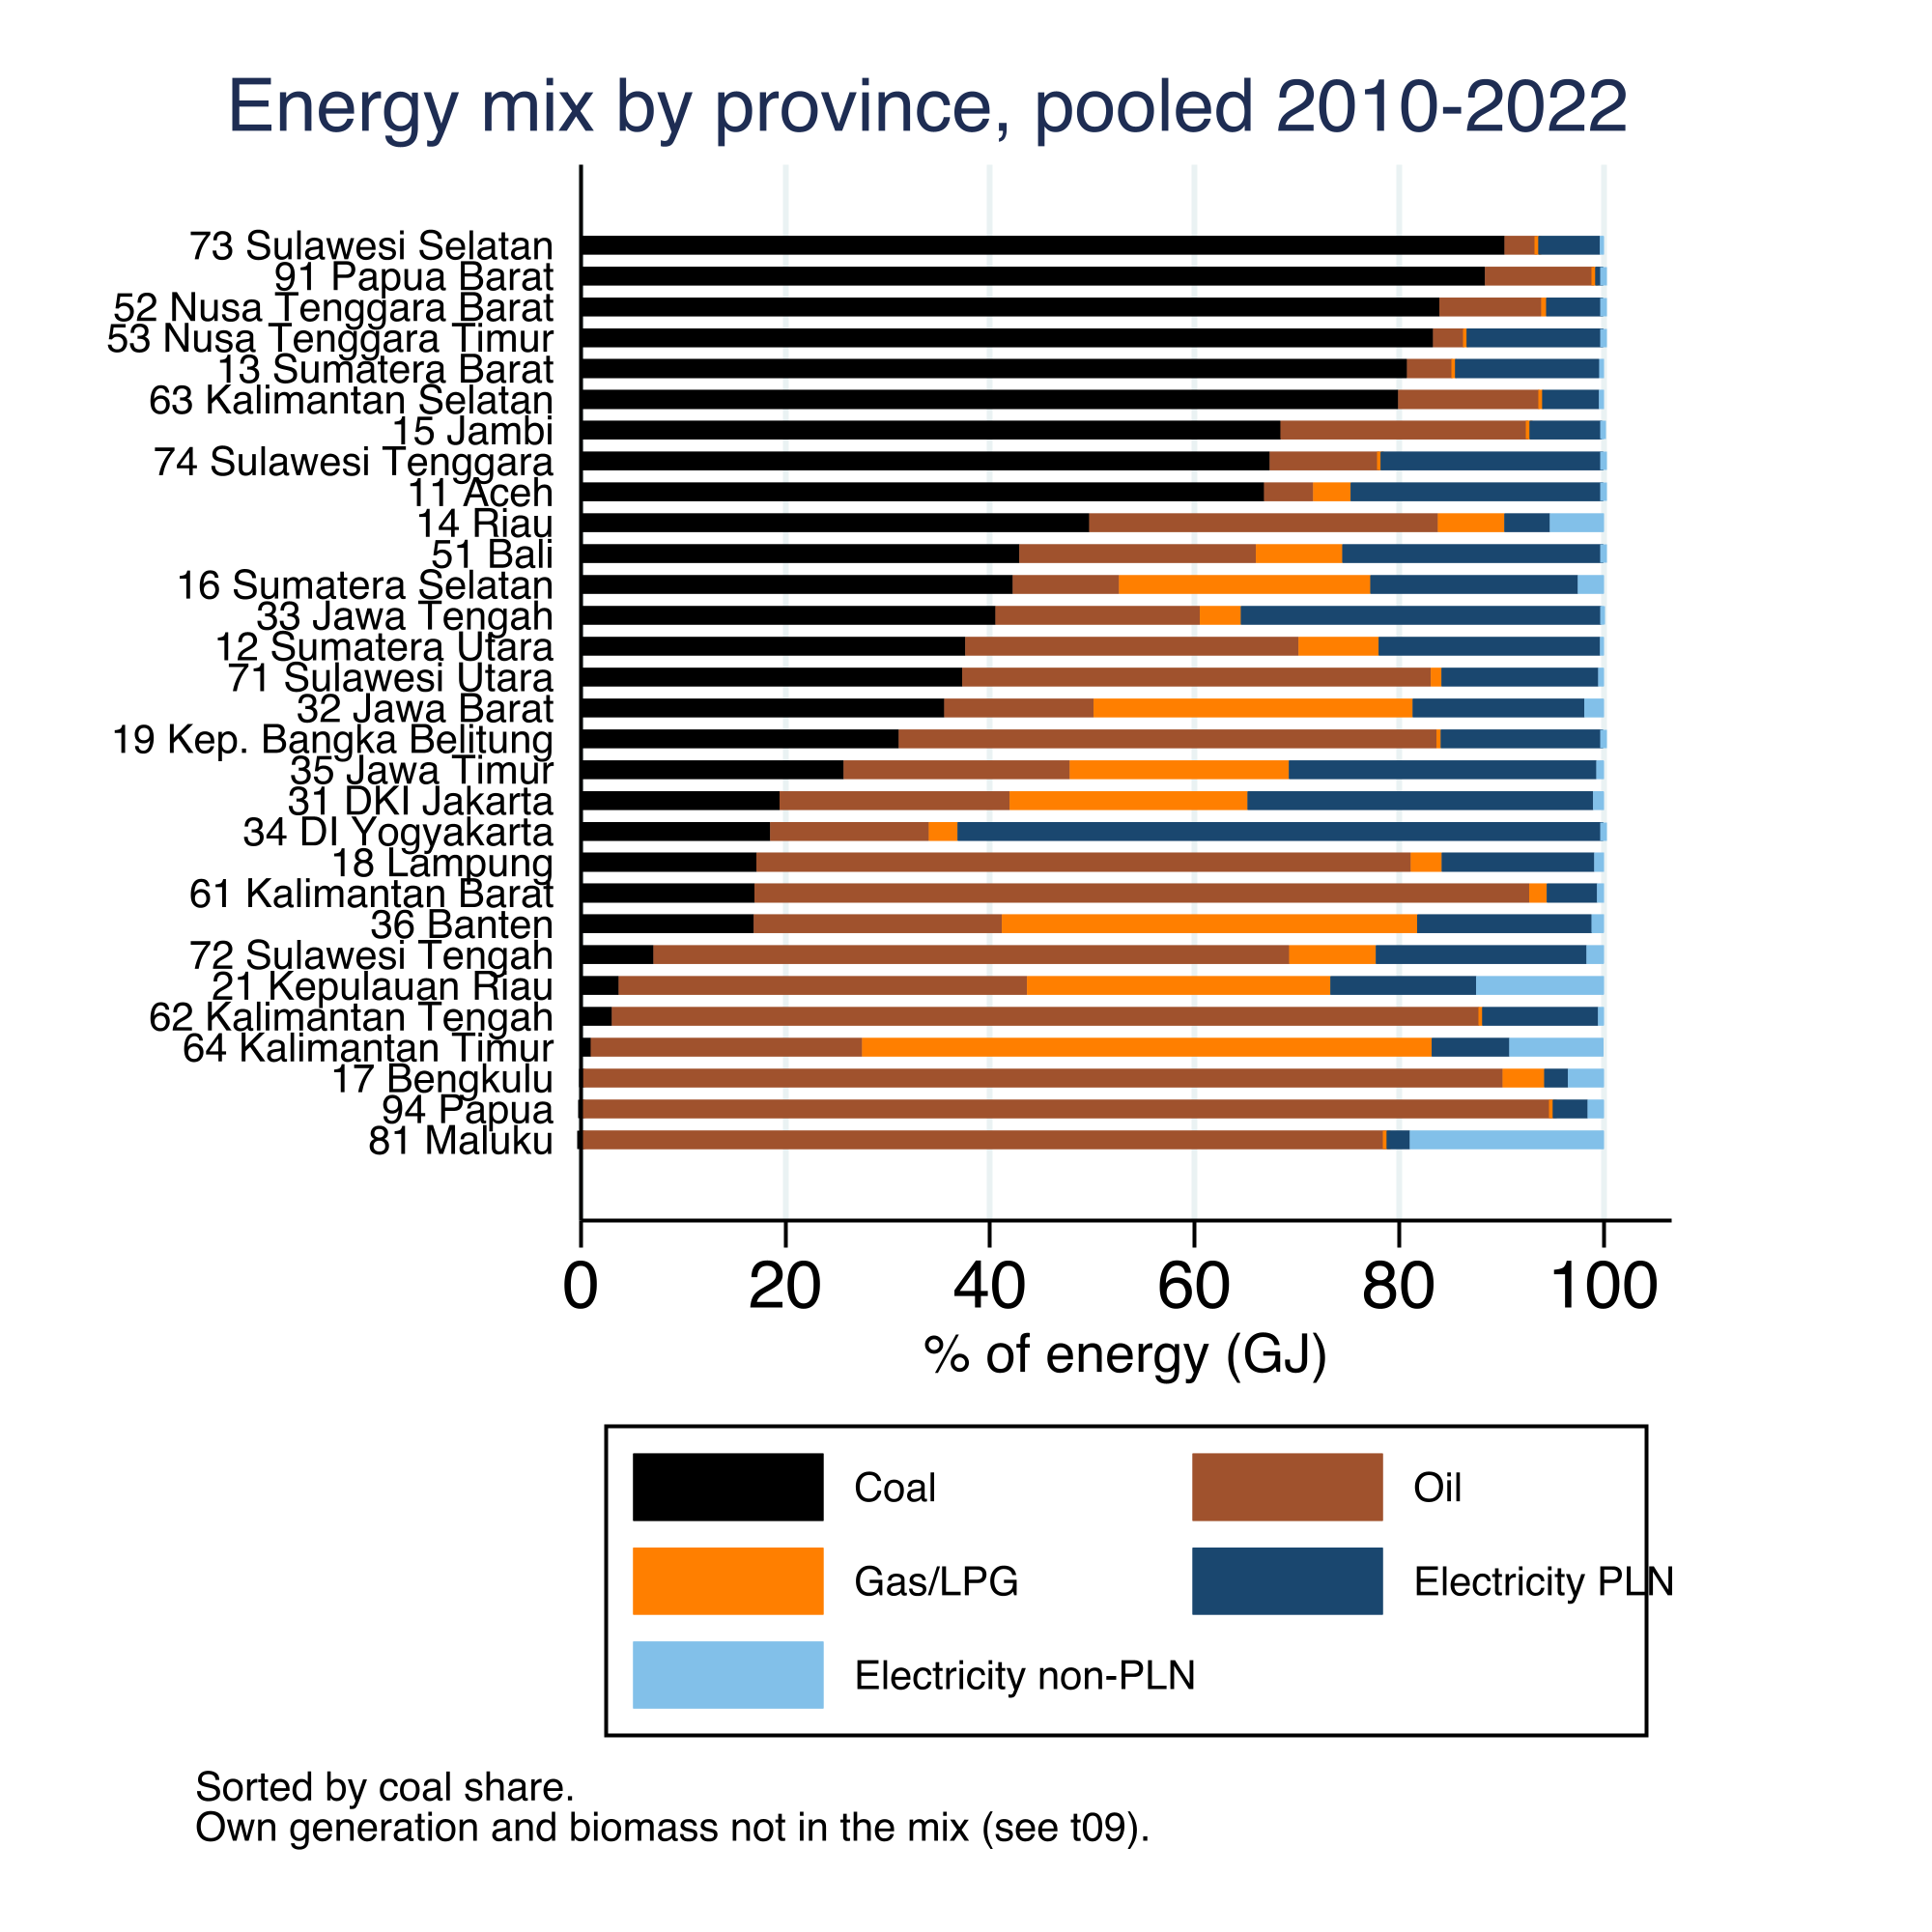 Energy mix by province, pooled 2010-2022
73 Sulawesi Selatan
91 Papua Barat
52 Nusa Tenggara Barat
53 Nusa Tenggara Timur
13 Sumatera Barat
63 Kalimantan Selatan
15 Jambi
74 Sulawesi Tenggara
11 Aceh
14 Riau
51 Bali
16 Sumatera Selatan
33 Jawa Tengah
12 Sumatera Utara
71 Sulawesi Utara
32 Jawa Barat
19 Kep. Bangka Belitung
35 Jawa Timur
31 DKI Jakarta
34 DI Yogyakarta
18 Lampung
61 Kalimantan Barat
36 Banten
72 Sulawesi Tengah
21 Kepulauan Riau
62 Kalimantan Tengah
64 Kalimantan Timur
17 Bengkulu
94 Papua
81 Maluku
0 20 40 60 80 100
% of energy (GJ)
Coal Oil
Gas/LPG Electricity PLN
Electricity non-PLN
Sorted by coal share.
Own generation and biomass not in the mix (see t09).